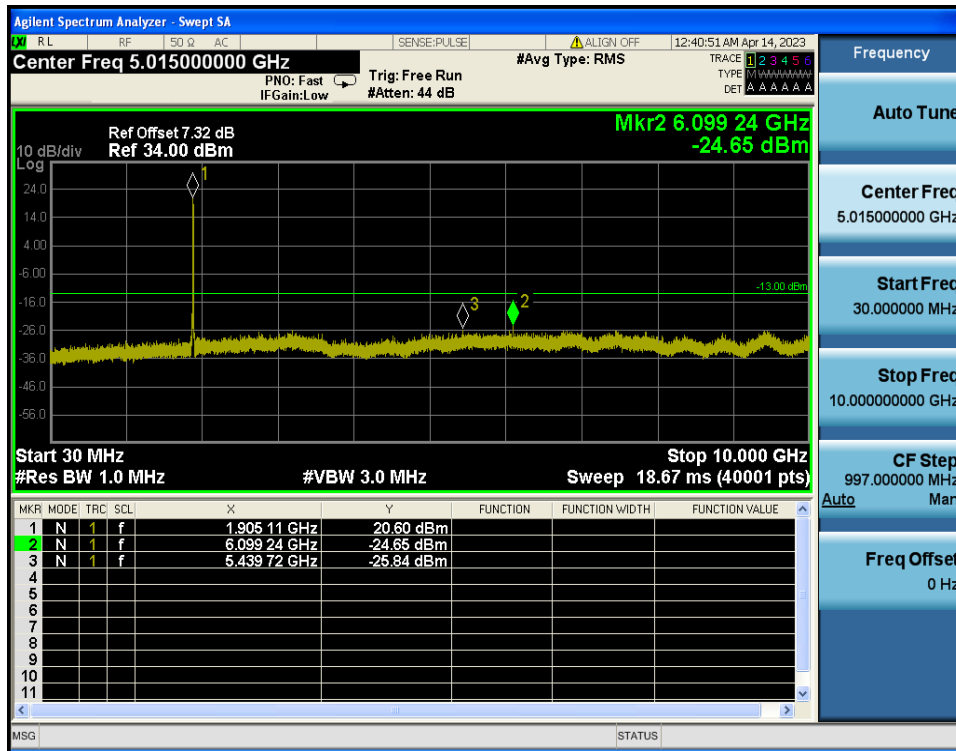 Agilent Spectrum Analyzer - Swept SA
LXI RL RF 50 Ω AC SENSE:PULSE ALIGN OFF 12:40:51 AM Apr 14, 2023
Center Freq 5.015000000 GHz #Avg Type: RMS TRACE 1 2 3 4 5 6
PNO: Fast Trig: Free Run TYPE M WWWWW
IFGain:Low #Atten: 44 dB DET A A A A A A
Mkr2 6.099 24 GHz
-24.65 dBm
Ref Offset 7.32 dB
10 dB/div Ref 34.00 dBm
Log
1
24.0
14.0
4.00
-6.00
-13.00 dBm
-16.0
3 2
-26.0
-36.0
-46.0
-56.0
Start 30 MHz Stop 10.000 GHz
#Res BW 1.0 MHz #VBW 3.0 MHz Sweep 18.67 ms (40001 pts)
MKR MODE TRC SCL X Y FUNCTION FUNCTION WIDTH FUNCTION VALUE
1 N 1 f 1.905 11 GHz 20.60 dBm
2 N 1 f 6.099 24 GHz -24.65 dBm
3 N 1 f 5.439 72 GHz -25.84 dBm
4
5
6
7
8
9
10
11
MSG STATUS
Frequency
Auto Tune
Center Freq
5.015000000 GHz
Start Freq
30.000000 MHz
Stop Freq
10.000000000 GHz
CF Step
997.000000 MHz
Auto Man
Freq Offset
0 Hz